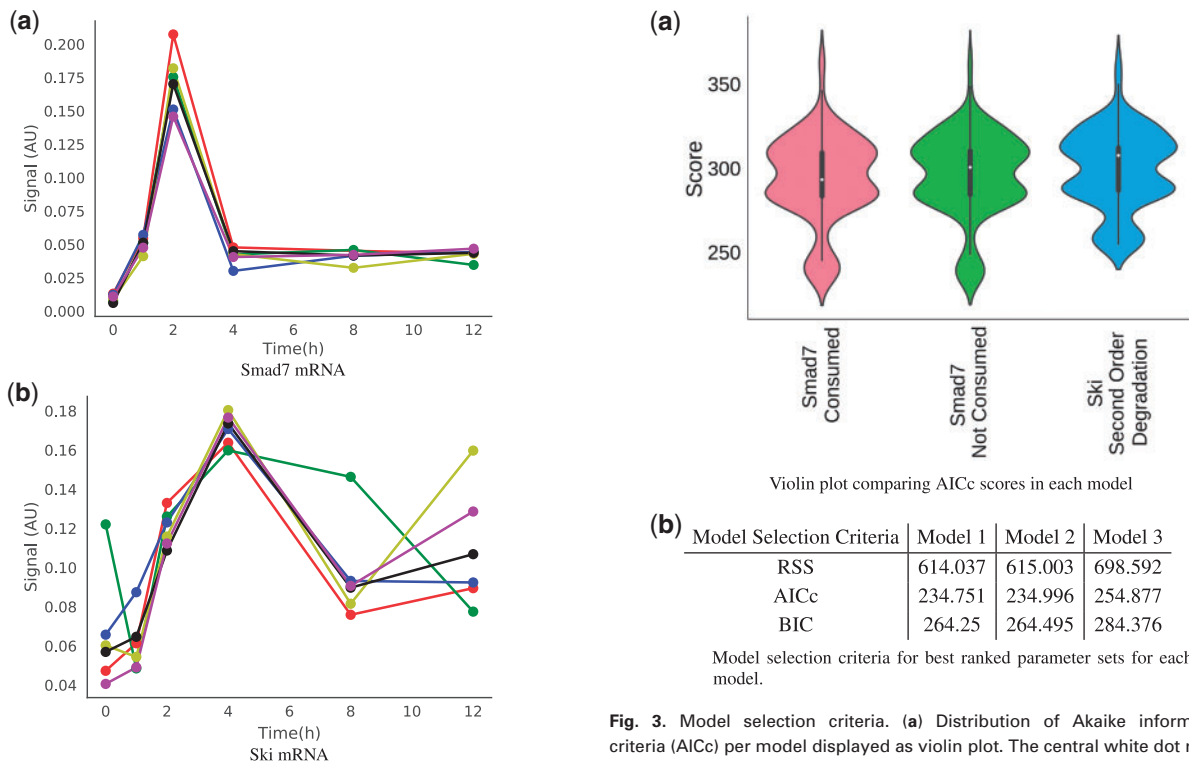 (a)
Signal (AU)
0.200
0.175
0.150
0.125
0.100
0.075
0.050
0.025
0.000
0 2 4 6 8 10 12
Time(h)
Smad7 mRNA
(b)
Signal (AU)
0.18
0.16
0.14
0.12
0.10
0.08
0.06
0.04
0 2 4 6 8 10 12
Time(h)
Ski mRNA
(a)
Score
350
300
250
Smad7
Consumed
Smad7
Not Consumed
Ski
Second Order
Degradation
Violin plot comparing AICc scores in each model
(b)
Model Selection Criteria Model 1 Model 2 Model 3
RSS 614.037 615.003 698.592
AICc 234.751 234.996 254.877
BIC 264.25 264.495 284.376
Model selection criteria for best ranked parameter sets for each
model.
Fig. 3. Model selection criteria. (a) Distribution of Akaike inform
criteria (AICc) per model displayed as violin plot. The central white dot